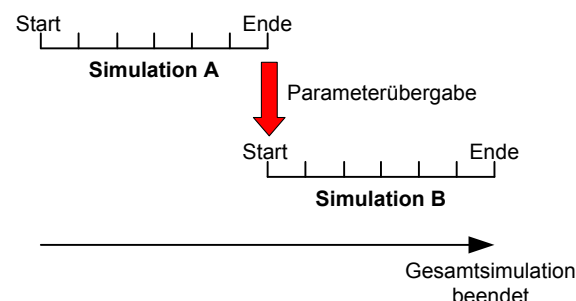 Start
Ende
Simulation A
Parameterübergabe
Start
Ende
Simulation B
Gesamtsimulation
beendet